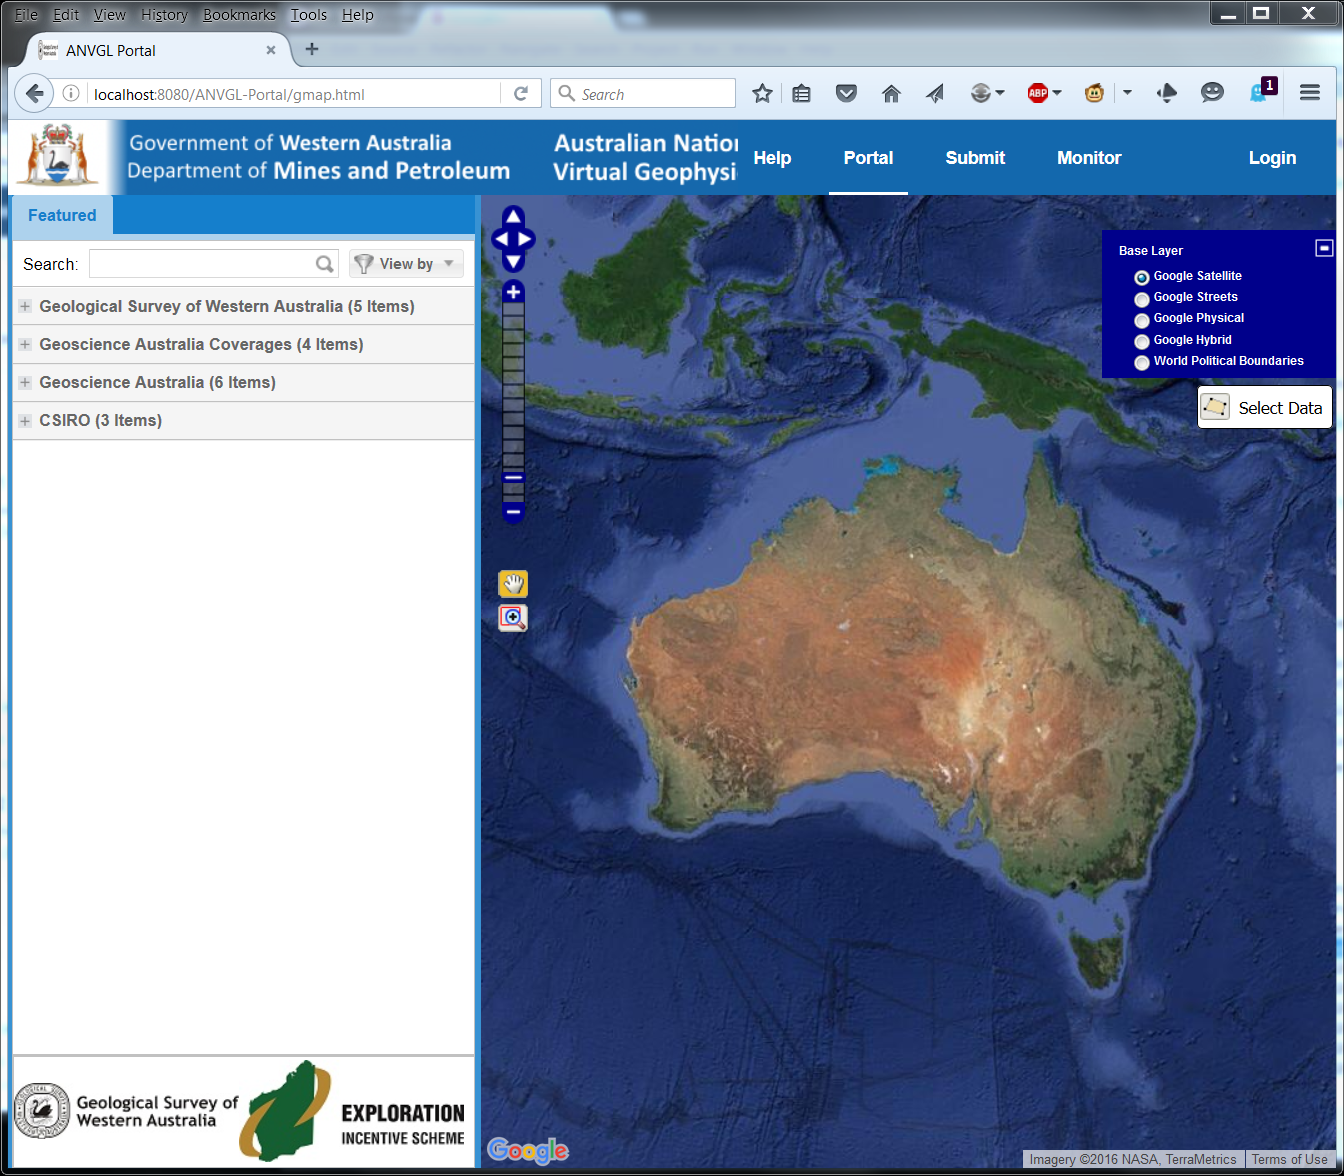 File Edit View History Bookmarks Tools Help
ANVGL Portal
localhost:8080/ANVGL-Portal/gmap.html
Search
ABP
1
Government of Western Australia
Department of Mines and Petroleum
Australian Nation
Virtual Geophysi
Help Portal Submit Monitor Login
Featured
Search:
View by
Geological Survey of Western Australia (5 Items)
Geoscience Australia Coverages (4 Items)
Geoscience Australia (6 Items)
CSIRO (3 Items)
Base Layer
Google Satellite
Google Streets
Google Physical
Google Hybrid
World Political Boundaries
Select Data
Geological Survey of
Western Australia
EXPLORATION
INCENTIVE SCHEME
Google
Imagery ©2016 NASA, TerraMetrics
Terms of Use